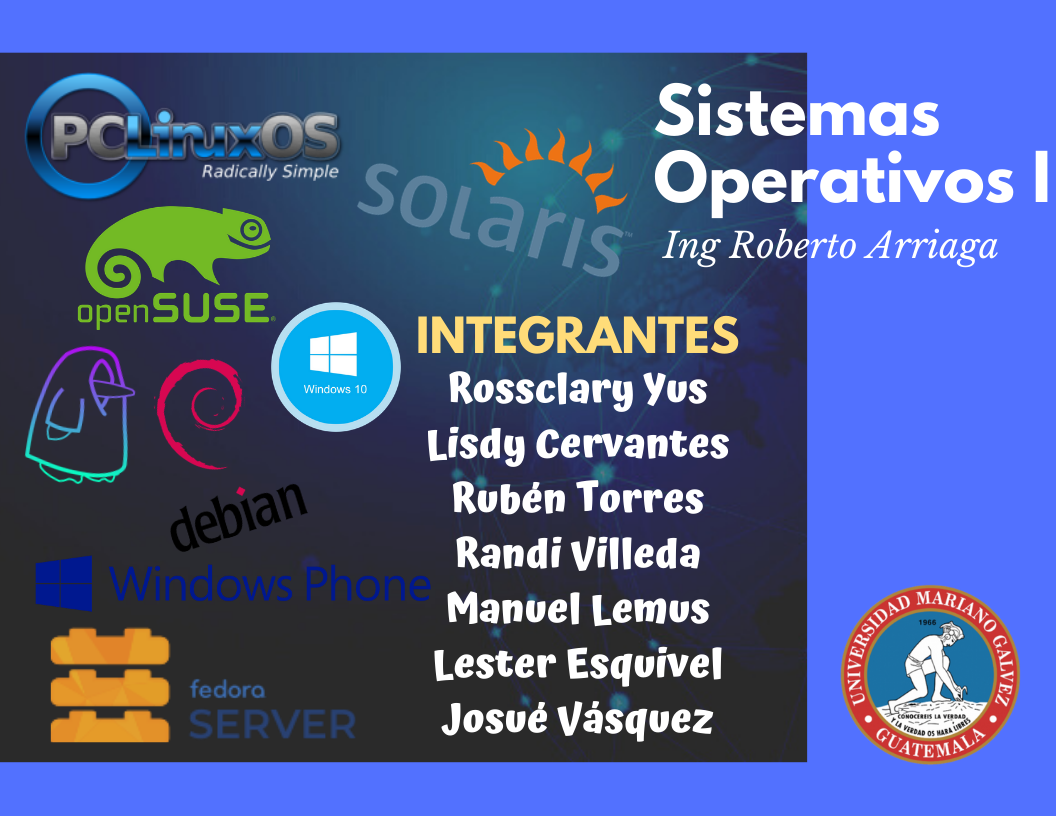 PCLinuxOS
Radically Simple
solaris™
Sistemas
Operativos I
Ing Roberto Arriaga
openSUSE®
Windows 10
debian
Windows Phone
fedora
SERVER
INTEGRANTES
Rossclary Yus
Lisdy Cervantes
Rubén Torres
Randi Villeda
Manuel Lemus
Lester Esquivel
Josué Vásquez
UNIVERSIDAD MARIANO GALVEZ
1966
CONOCEREIS LA VERDAD
Y LA VERDAD OS HARA LIBRES
GUATEMALA